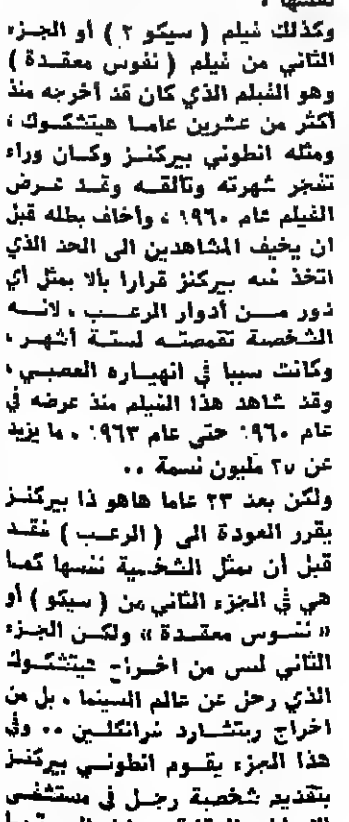 نفسها .
وكذلك فيلم ( سيكو ٢ ) أو الجزء
الثاني من فيلم ( نفوس معقدة )
وهو الفيلم الذي كان قد أخرجه منذ
أكثر من عشرين عاما هيتشكوك ،
ومثله انطوني بيركنز وكان وراء
تفجر شهرته وتألقه وقد عرض
الفيلم عام ١٩٦٠ ، وأخاف بطله قبل
ان يخيف المشاهدين الى الحد الذي
اتخذ فيه بيركنز قرارا بألا يمثل أي
دور من أدوار الرعب ، لانه
الشخصية تقمصته لستة أشهر ،
وكانت سببا في انهياره العصبي ،
وقد شاهد هذا الفيلم منذ عرضه في
عام ١٩٦٠ حتى عام ١٩٦٣ ، ما يزيد
عن ٢٧ مليون نسمة ..
ولكن بعد ٢٣ عاما هاهو ذا بيركنز
يقرر العودة الى ( الرعب ) فقد
قبل أن يمثل الشخصية نفسها كما
هي في الجزء الثاني من ( سيكو ) أو
« نفوس معقدة » ولكن الجزء
الثاني ليس من اخراج هيتشكوك
الذي رحل عن عالم السينما ، بل من
اخراج ريتشارد فرانكلين .. وفي
هذا الجزء يقوم انطوني بيركنز
بتقديم شخصية رجل في مستشفى